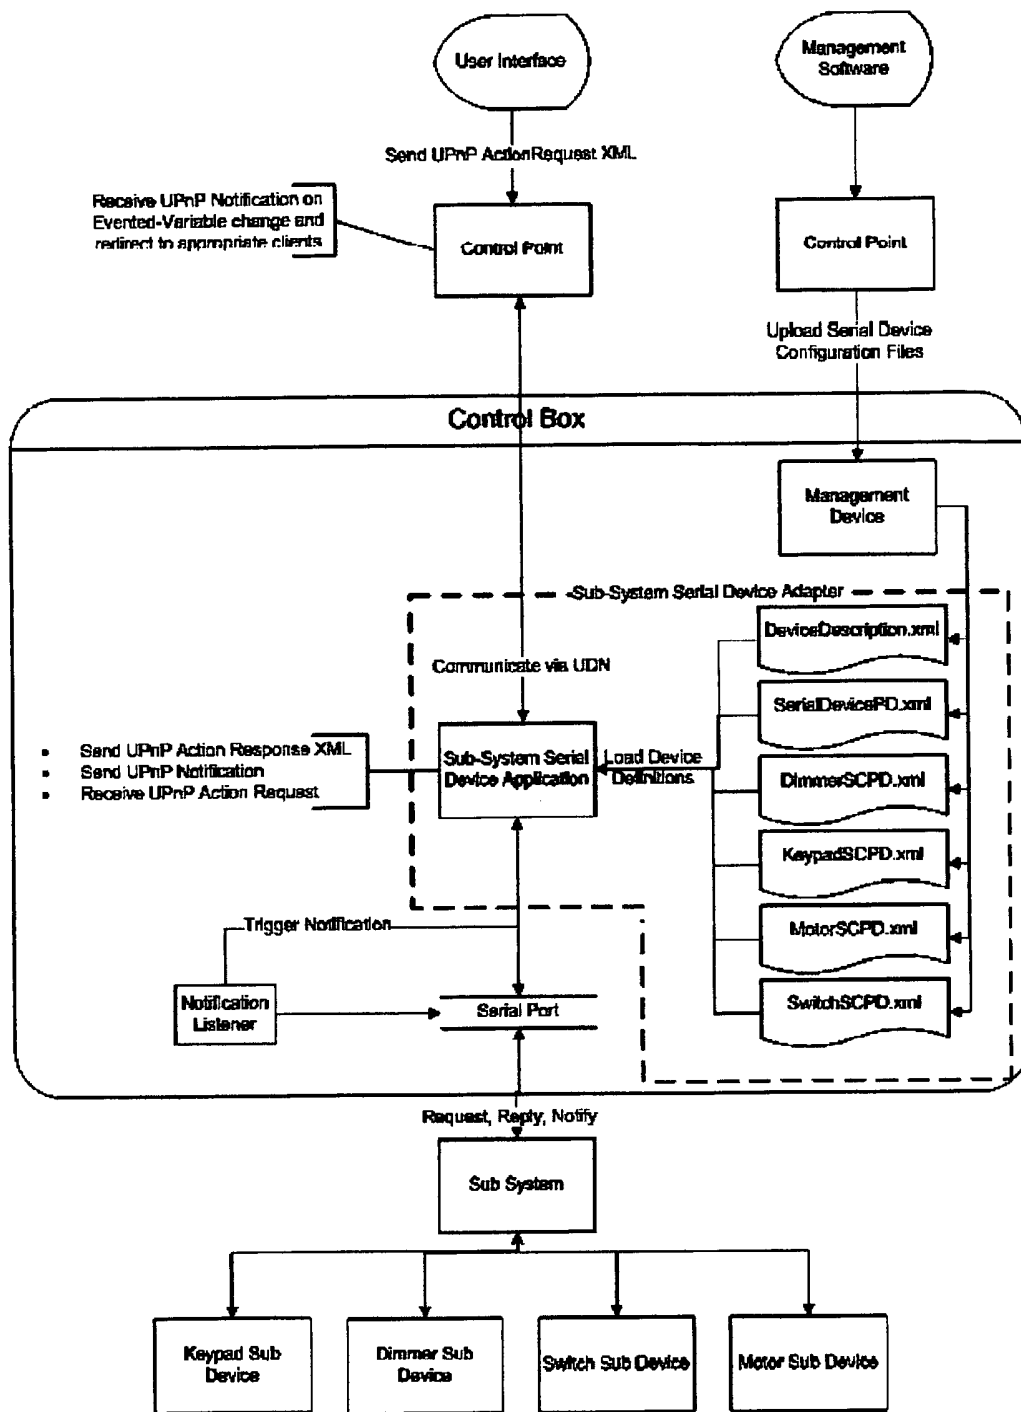 User Interface
Management
Software
Send UPnP ActionRequest XML
Receive UPnP Notification on
Evented-Variable change and
redirect to appropriate clients
Control Point
Control Point
Upload Serial Device
Configuration Files
Control Box
Management
Device
Sub-System Serial Device Adapter
DeviceDescription.xml
Communicate via UDN
SerialDevicePD.xml
• Send UPnP Action Response XML
• Send UPnP Notification
• Receive UPnP Action Request
Sub-System Serial
Device Application
Load Device
Definitions
DimmerSCPD.xml
KeypadSCPD.xml
Trigger Notification
MotorSCPD.xml
Notification
Listener
Serial Port
SwitchSCPD.xml
Request, Reply, Notify
Sub System
Keypad Sub
Device
Dimmer Sub
Device
Switch Sub Device
Motor Sub Device